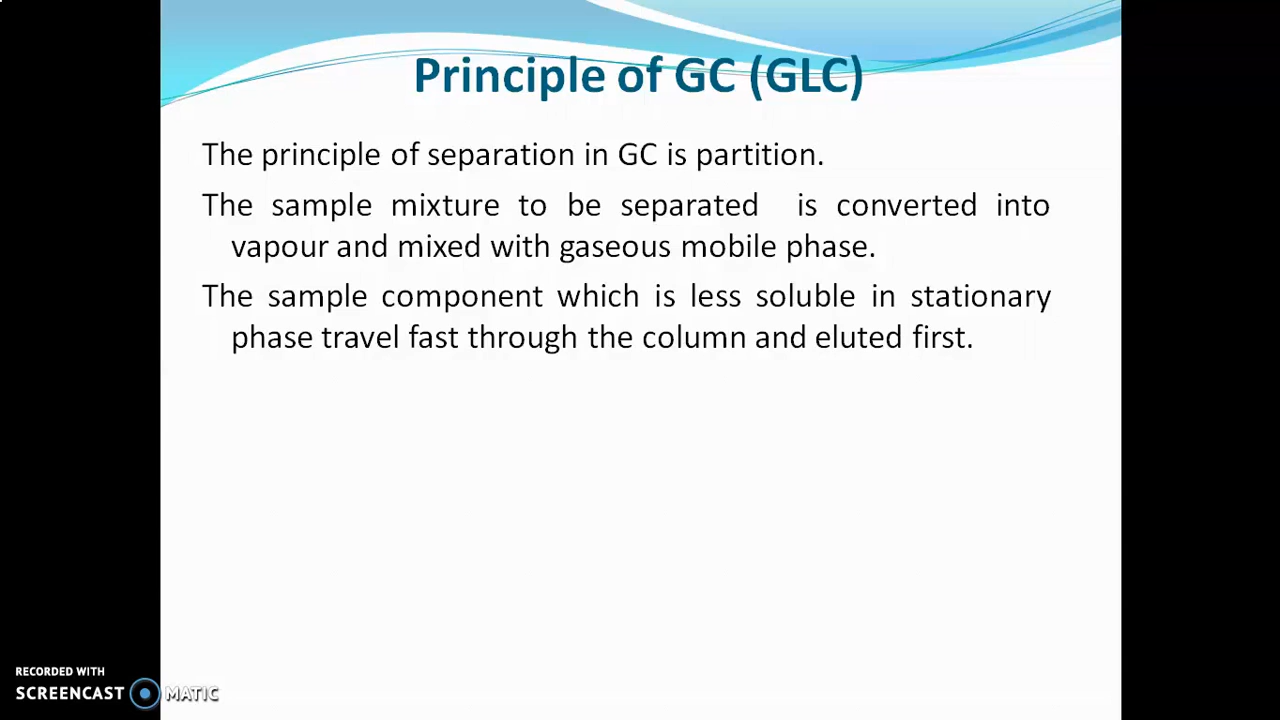 Principle of GC (GLC)
The principle of separation in GC is partition.
The sample mixture to be separated is converted into
vapour and mixed with gaseous mobile phase.
The sample component which is less soluble in stationary
phase travel fast through the column and eluted first.
RECORDED WITH
SCREENCAST MATIC